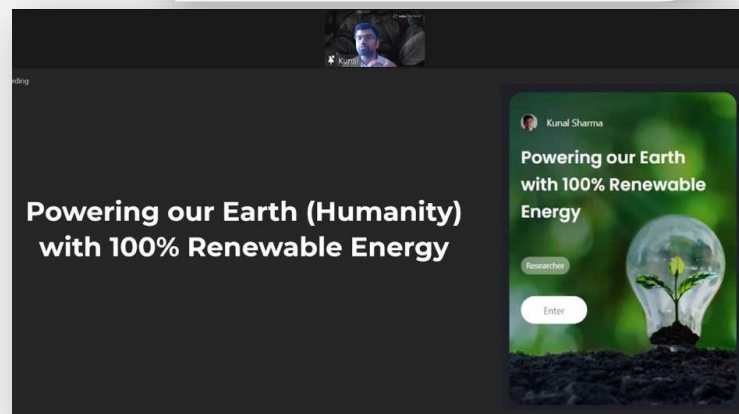 Kunal
rding
Powering our Earth (Humanity)
with 100% Renewable Energy
Kunal Sharma
Powering our Earth
with 100% Renewable
Energy
Researcher
Enter